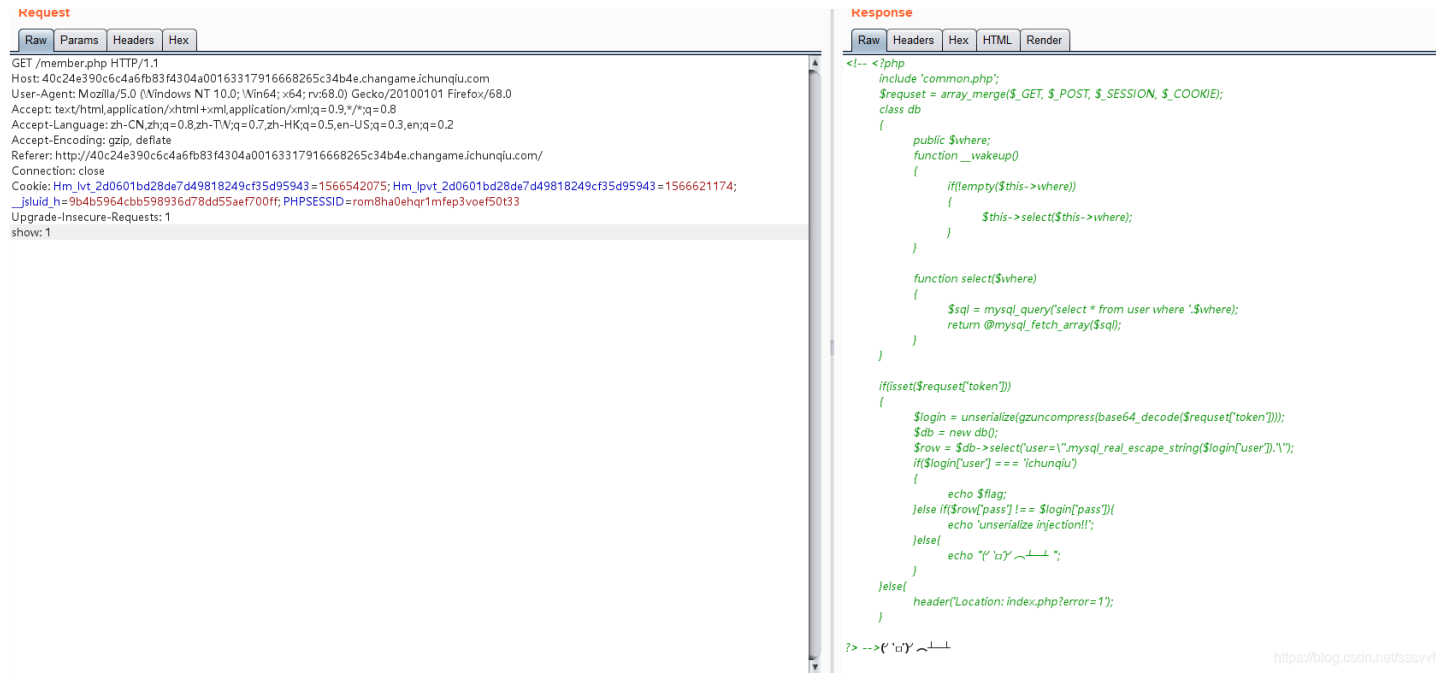 Request
Raw Params Headers Hex
GET /member.php HTTP/1.1
Host: 40c24e390c6c4a6fb83f4304a00163317916668265c34b4e.changame.ichunqiu.com
User-Agent: Mozilla/5.0 (Windows NT 10.0; Win64; x64; rv:68.0) Gecko/20100101 Firefox/68.0
Accept: text/html,application/xhtml+xml,application/xml;q=0.9,*/*;q=0.8
Accept-Language: zh-CN,zh;q=0.8,zh-TW;q=0.7,zh-HK;q=0.5,en-US;q=0.3,en;q=0.2
Accept-Encoding: gzip, deflate
Referer: http://40c24e390c6c4a6fb83f4304a00163317916668265c34b4e.changame.ichunqiu.com/
Connection: close
Cookie: Hm_lvt_2d0601bd28de7d49818249cf35d95943=1566542075; Hm_lpvt_2d0601bd28de7d49818249cf35d95943=1566621174;
__jsluid_h=9b4b5964cbb598936d78dd55aef700ff; PHPSESSID=rom8ha0ehqr1mfep3voef50t33
Upgrade-Insecure-Requests: 1
show: 1
Response
Raw Headers Hex HTML Render
<!-- <?php
include 'common.php';
$requset = array_merge($_GET, $_POST, $_SESSION, $_COOKIE);
class db
{
public $where;
function __wakeup()
{
if(!empty($this->where))
{
$this->select($this->where);
}
}
function select($where)
{
$sql = mysql_query('select * from user where '.$where);
return @mysql_fetch_array($sql);
}
}
if(isset($requset['token']))
{
$login = unserialize(gzuncompress(base64_decode($requset['token'])));
$db = new db();
$row = $db->select('user=\''.mysql_real_escape_string($login['user']).'\'');
if($login['user'] === 'ichunqiu')
{
echo $flag;
}else if($row['pass'] !== $login['pass']){
echo 'unserialize injection!!';
}else{
echo "(╯'□')╯︵┴─┴ ";
}
}else{
header('Location: index.php?error=1');
}
?> -->(╯'□')╯︵┴─┴
https://blog.csdn.net/sssvvf